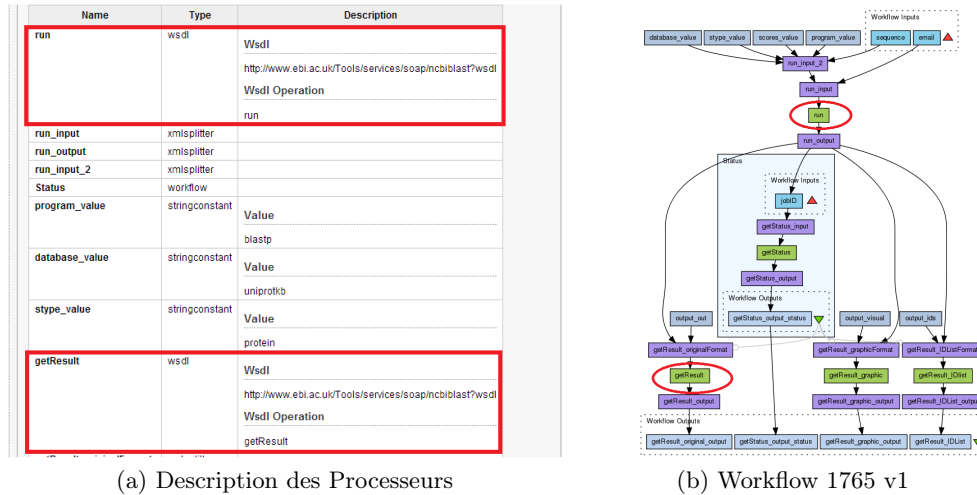 Name Type Description
run wsdl
Wsdl
http://www.ebi.ac.uk/Tools/services/soap/ncbiblast?wsdl
Wsdl Operation
run
run_input xmlsplitter
run_output xmlsplitter
run_input_2 xmlsplitter
Status workflow
program_value stringconstant
Value
blastp
database_value stringconstant
Value
uniprotkb
stype_value stringconstant
Value
protein
getResult wsdl
Wsdl
http://www.ebi.ac.uk/Tools/services/soap/ncbiblast?wsdl
Wsdl Operation
getResult
(a) Description des Processeurs
Workflow Inputs
database_value stype_value scores_value program_value sequence email
run_input_2
run_input
run
run_output
Status
Workflow Inputs
jobID
getStatus_input
getStatus
getStatus_output
Workflow Outputs
output_out getStatus_output_status output_visual output_ids
getResult_originalFormat getResult_graphicFormat getResult_IDListFormat
getResult getResult_graphic getResult_IDlist
getResult_output getResult_graphic_output getResult_IDList_output
Workflow Outputs
getResult_original_output getStatus_output_status getResult_graphic_output getResult_IDList
(b) Workflow 1765 v1